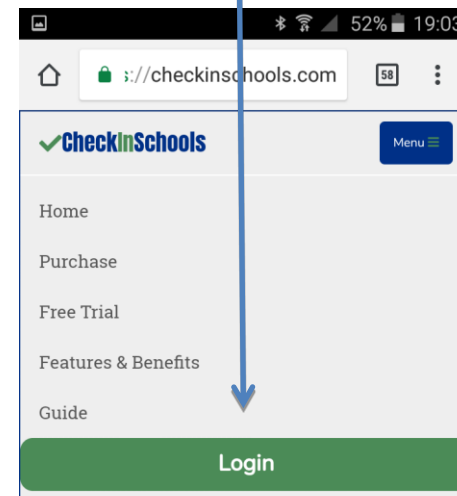 52% 19:03
s://checkinschools.com 58
CheckInSchools Menu
Home
Purchase
Free Trial
Features & Benefits
Guide
Login